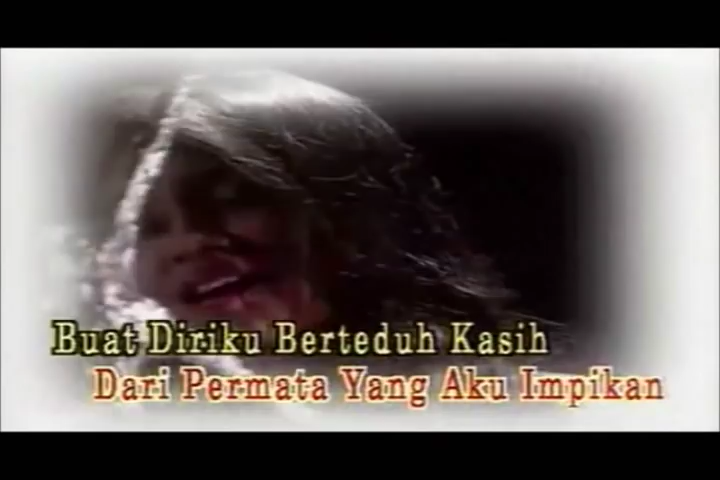 Buat Diriku Berteduh Kasih
Dari Permata Yang Aku Impikan